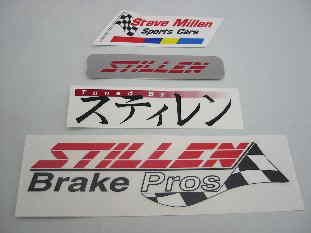 Steve Millen
Sports Cars
STILLEN
Tuned By
スティレン
STILLEN
Brake Pros